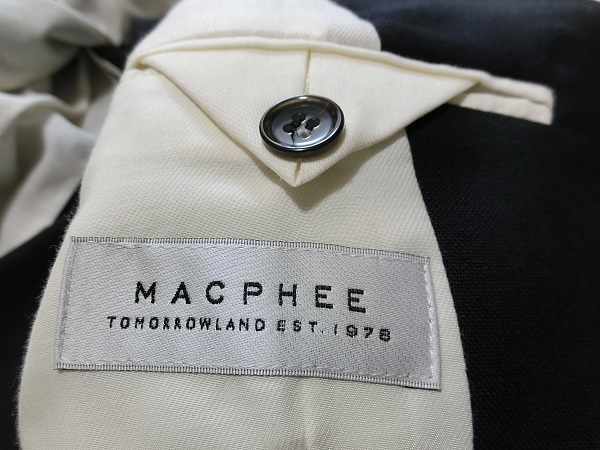 MACPHEE
TOMORROWLAND EST. 1978